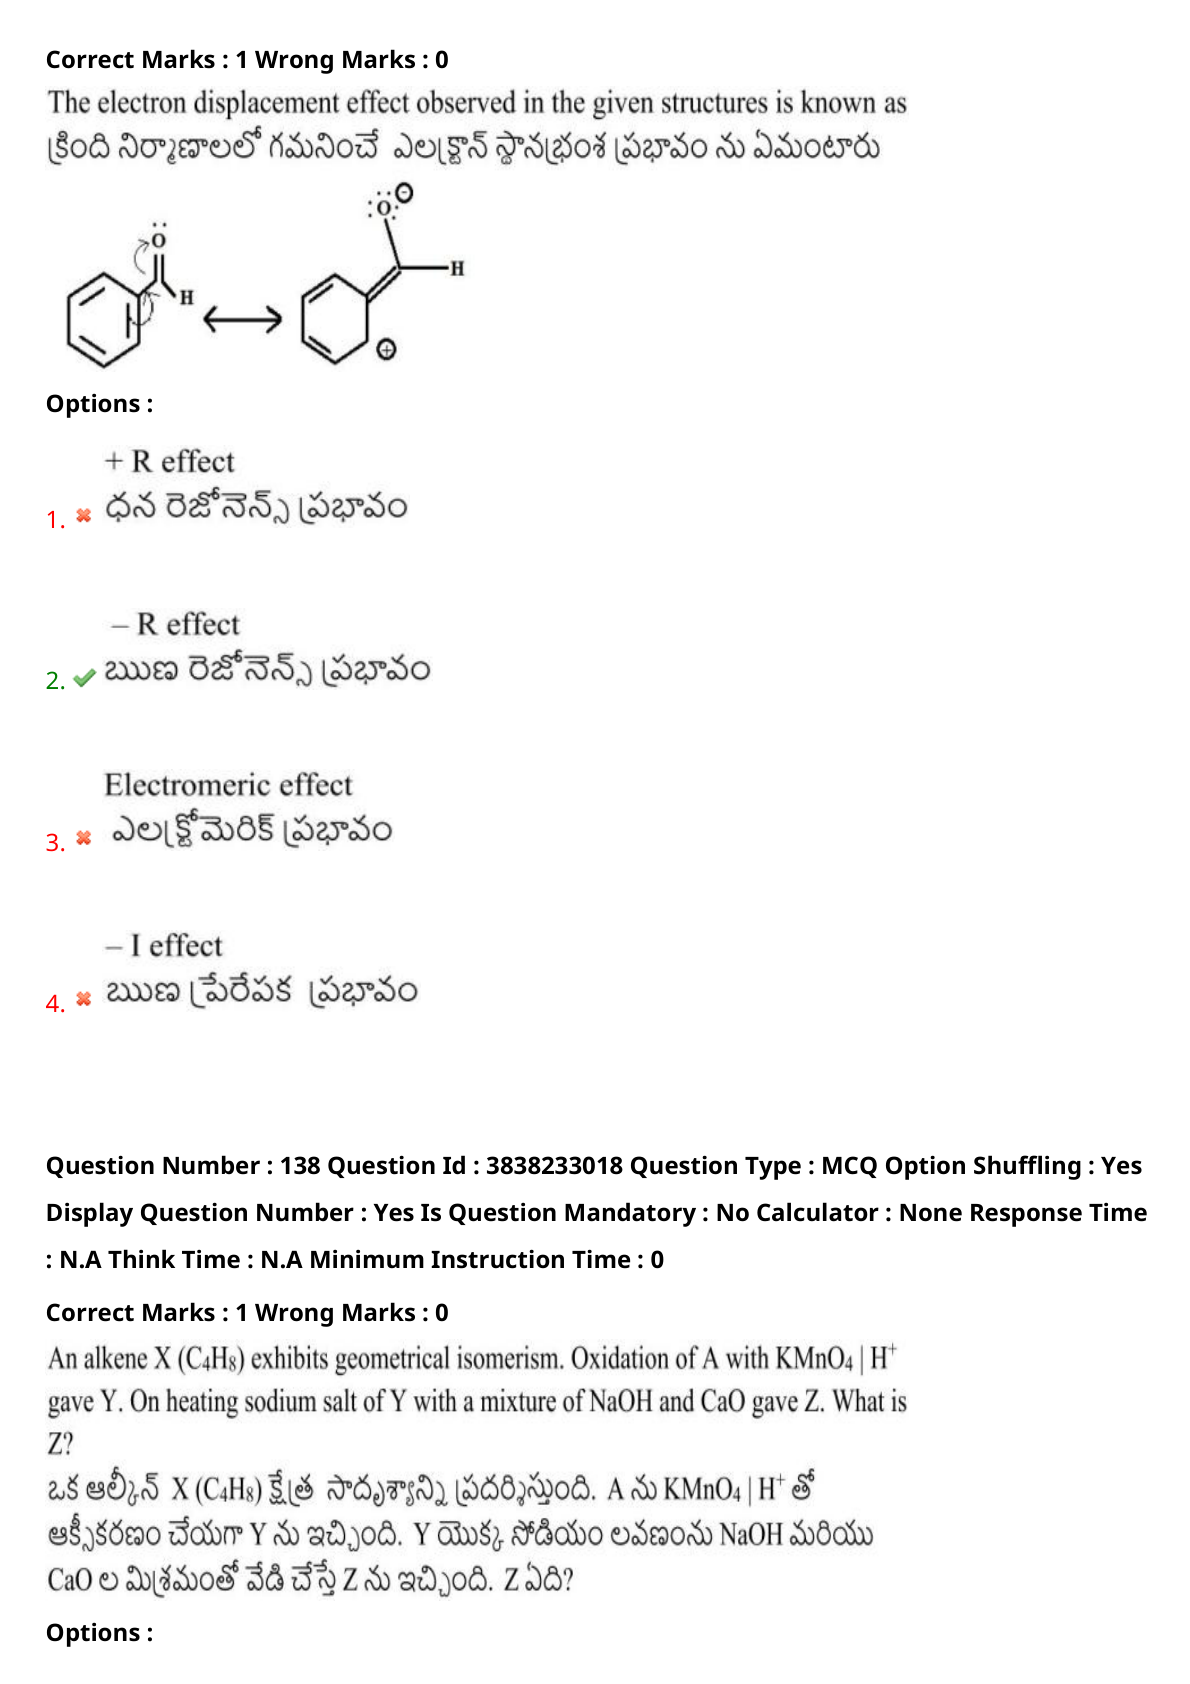 Correct Marks : 1 Wrong Marks : 0
The electron displacement effect observed in the given structures is known as
క్రింది నిర్మాణాలలో గమనించే ఎలక్ట్రాన్ స్థానభ్రంశ ప్రభావం ను ఏమంటారు
:O: ⊖
O
H
H
⊕
Options :
+ R effect
1. ధన రెజోనెన్స్ ప్రభావం
– R effect
2. ఋణ రెజోనెన్స్ ప్రభావం
Electromeric effect
3. ఎలక్ట్రోమెరిక్ ప్రభావం
– I effect
4. ఋణ ప్రేరేపక ప్రభావం
Question Number : 138 Question Id : 3838233018 Question Type : MCQ Option Shuffling : Yes
Display Question Number : Yes Is Question Mandatory : No Calculator : None Response Time
: N.A Think Time : N.A Minimum Instruction Time : 0
Correct Marks : 1 Wrong Marks : 0
An alkene X (C₄H₈) exhibits geometrical isomerism. Oxidation of A with KMnO₄ | H⁺
gave Y. On heating sodium salt of Y with a mixture of NaOH and CaO gave Z. What is
Z?
ఒక ఆల్కీన్ X (C₄H₈) క్షేత్ర సాదృశ్యాన్ని ప్రదర్శిస్తుంది. A ను KMnO₄ | H⁺ తో
ఆక్సీకరణం చేయగా Y ను ఇచ్చింది. Y యొక్క సోడియం లవణంను NaOH మరియు
CaO ల మిశ్రమంతో వేడి చేస్తే Z ను ఇచ్చింది. Z ఏది?
Options :